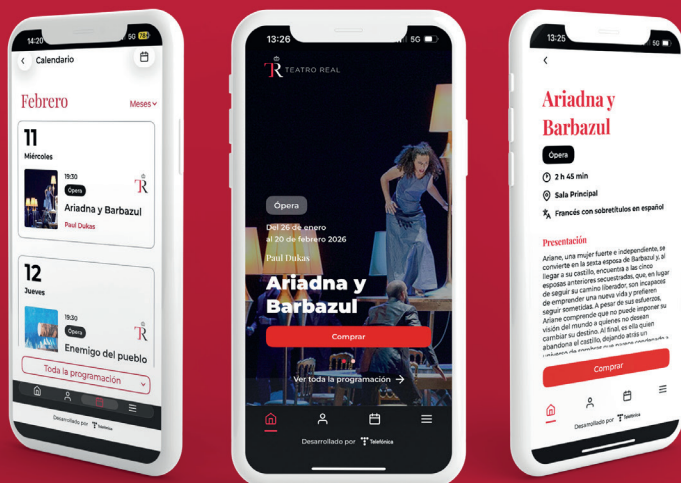 14:20
5G 78
Calendario
Febrero
Meses
11
Miércoles
19:30
Ópera
Ariadna y Barbazul
Paul Dukas
TR
12
Jueves
19:30
Ópera
Enemigo del pueblo
TR
Toda la programación
Desarrollado por Telefónica
13:26
5G
TR TEATRO REAL
Ópera
Del 26 de enero
al 20 de febrero 2026
Paul Dukas
Ariadna y
Barbazul
Comprar
Ver toda la programación →
Desarrollado por Telefónica
13:25
5G
Ariadna y
Barbazul
Ópera
2 h 45 min
Sala Principal
Francés con sobretítulos en español
Presentación
Ariane, una mujer fuerte e independiente, se
convierte en la sexta esposa de Barbazul y, al
llegar a su castillo, encuentra a las cinco
esposas anteriores secuestradas, que, en lugar
de seguir su camino liberador, son incapaces
de emprender una nueva vida y prefieren
seguir sometidas. A pesar de sus esfuerzos,
Ariane comprende que no puede imponer su
visión del mundo a quienes no desean
cambiar su destino. Al final, es ella quien
abandona el castillo, dejando atrás un
Comprar
Desarrollado por Telefónica